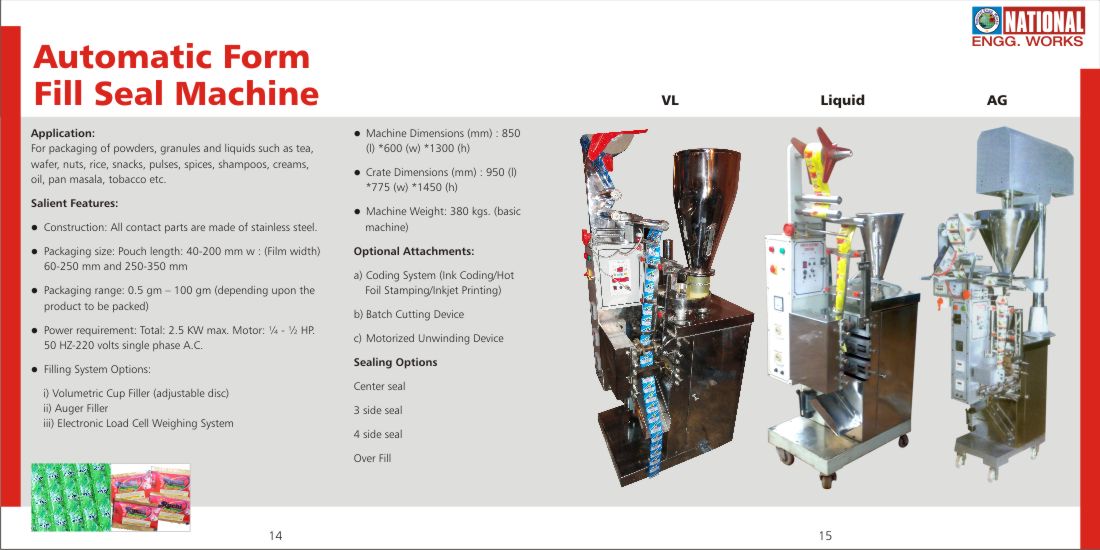 NATIONAL
ENGG. WORKS
Automatic Form
Fill Seal Machine
VL
Liquid
AG
Application:
For packaging of powders, granules and liquids such as tea,
wafer, nuts, rice, snacks, pulses, spices, shampoos, creams,
oil, pan masala, tobacco etc.
Salient Features:
● Construction: All contact parts are made of stainless steel.
● Packaging size: Pouch length: 40-200 mm w : (Film width)
60-250 mm and 250-350 mm
● Packaging range: 0.5 gm – 100 gm (depending upon the
product to be packed)
● Power requirement: Total: 2.5 KW max. Motor: ¼ - ½ HP.
50 HZ-220 volts single phase A.C.
● Filling System Options:
i) Volumetric Cup Filler (adjustable disc)
ii) Auger Filler
iii) Electronic Load Cell Weighing System
● Machine Dimensions (mm) : 850
(l) *600 (w) *1300 (h)
● Crate Dimensions (mm) : 950 (l)
*775 (w) *1450 (h)
● Machine Weight: 380 kgs. (basic
machine)
Optional Attachments:
a) Coding System (Ink Coding/Hot
Foil Stamping/Inkjet Printing)
b) Batch Cutting Device
c) Motorized Unwinding Device
Sealing Options
Center seal
3 side seal
4 side seal
Over Fill
14
15